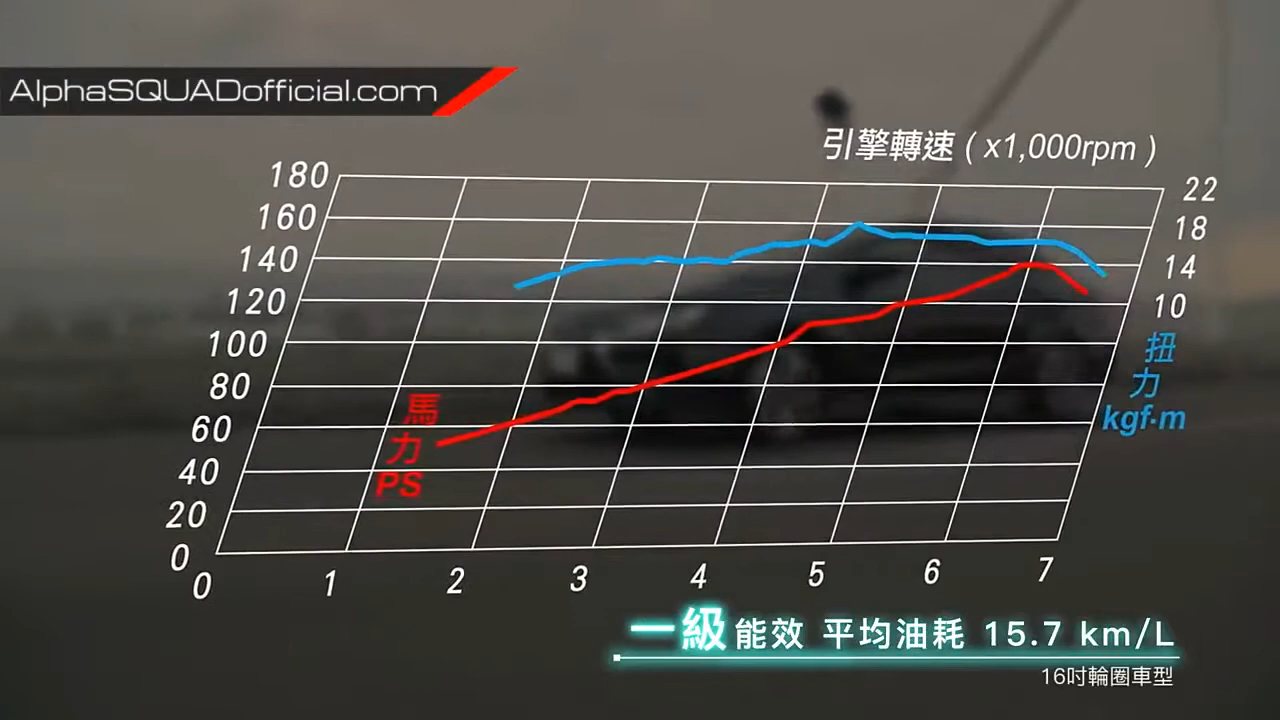 AlphaSQUADofficial.com
引擎轉速 ( x1,000rpm )
180
160
140
120
100
80
60
40
20
0
22
18
14
10
扭
力
kgf·m
馬
力
PS
0 1 2 3 4 5 6 7
一級能效 平均油耗 15.7 km/L
16吋輪圈車型